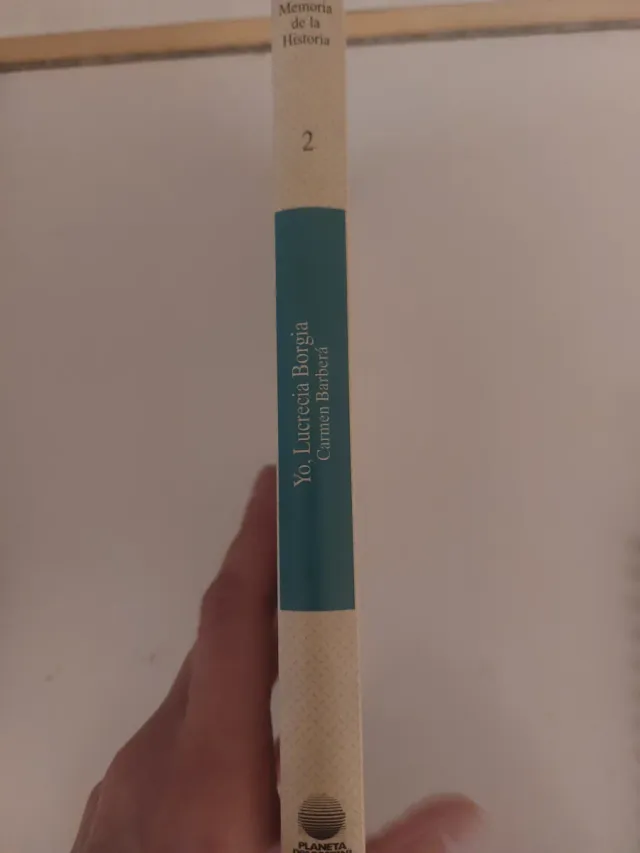 Memoria
de la
Historia
2
Yo, Lucrecia Borgia
Carmen Barberá
PLANETA